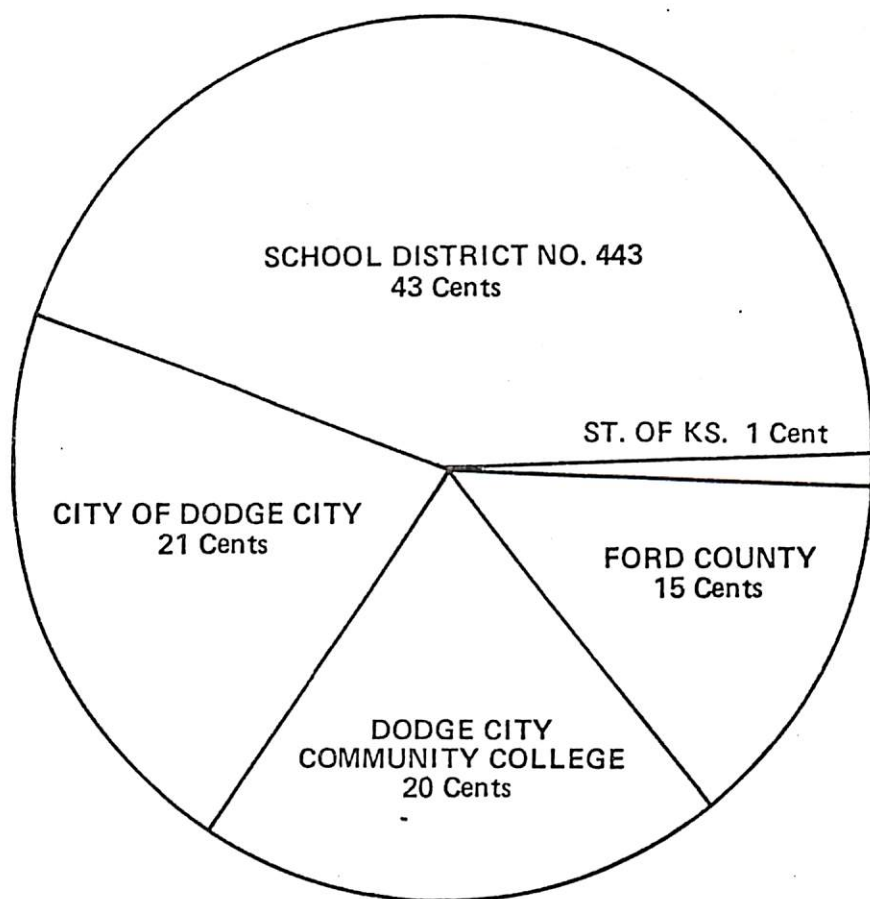 SCHOOL DISTRICT NO. 443
43 Cents
ST. OF KS. 1 Cent
CITY OF DODGE CITY
21 Cents
FORD COUNTY
15 Cents
DODGE CITY
COMMUNITY COLLEGE
20 Cents